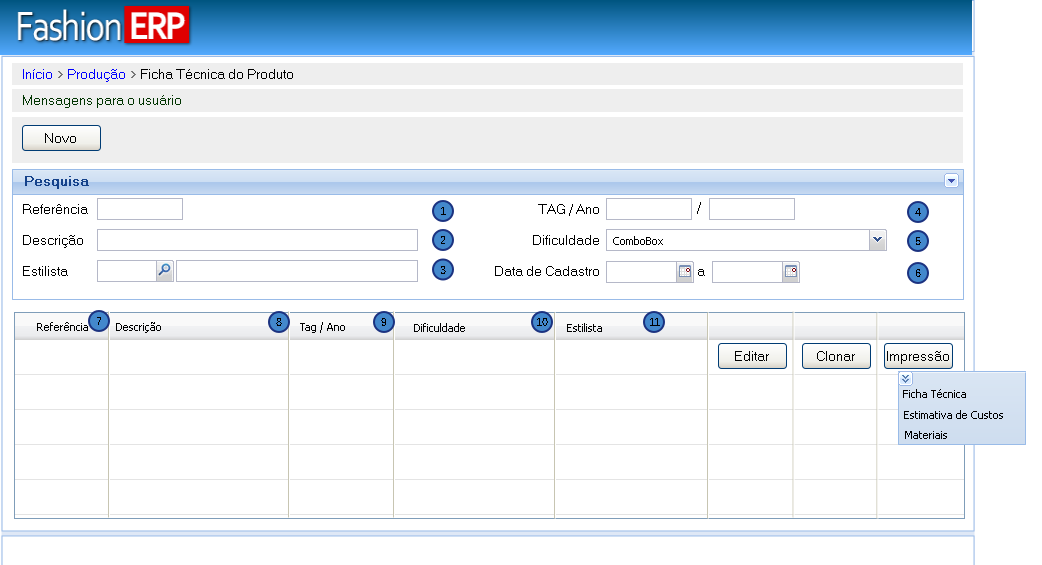 Fashion ERP
Início > Produção > Ficha Técnica do Produto
Mensagens para o usuário
Novo
Pesquisa
Referência 1 TAG / Ano / 4
Descrição 2 Dificuldade ComboBox 5
Estilista 3 Data de Cadastro a 6
Referência 7 Descrição 8 Tag / Ano 9 Dificuldade 10 Estilista 11
Editar Clonar Impressão
Ficha Técnica
Estimativa de Custos
Materiais